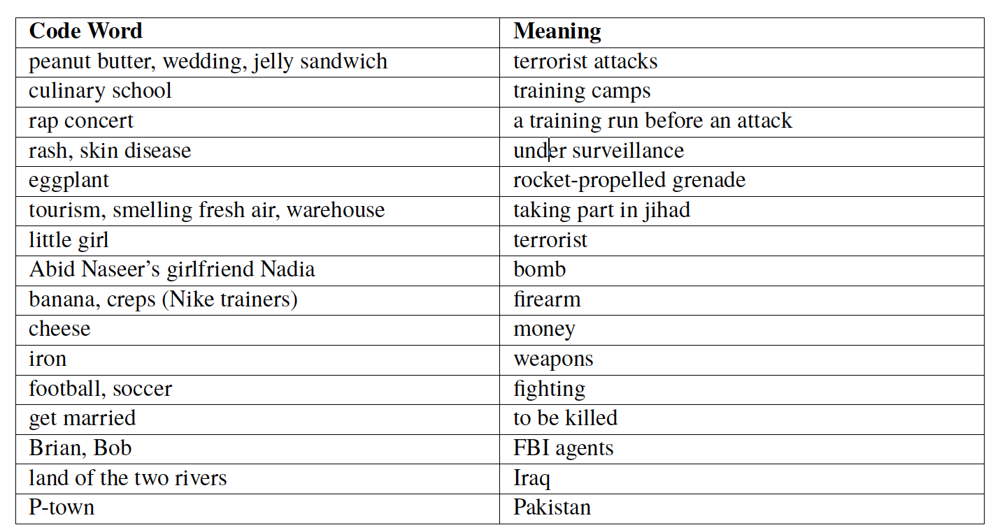 Code Word Meaning
peanut butter, wedding, jelly sandwich terrorist attacks
culinary school training camps
rap concert a training run before an attack
rash, skin disease under surveillance
eggplant rocket-propelled grenade
tourism, smelling fresh air, warehouse taking part in jihad
little girl terrorist
Abid Naseer’s girlfriend Nadia bomb
banana, creps (Nike trainers) firearm
cheese money
iron weapons
football, soccer fighting
get married to be killed
Brian, Bob FBI agents
land of the two rivers Iraq
P-town Pakistan